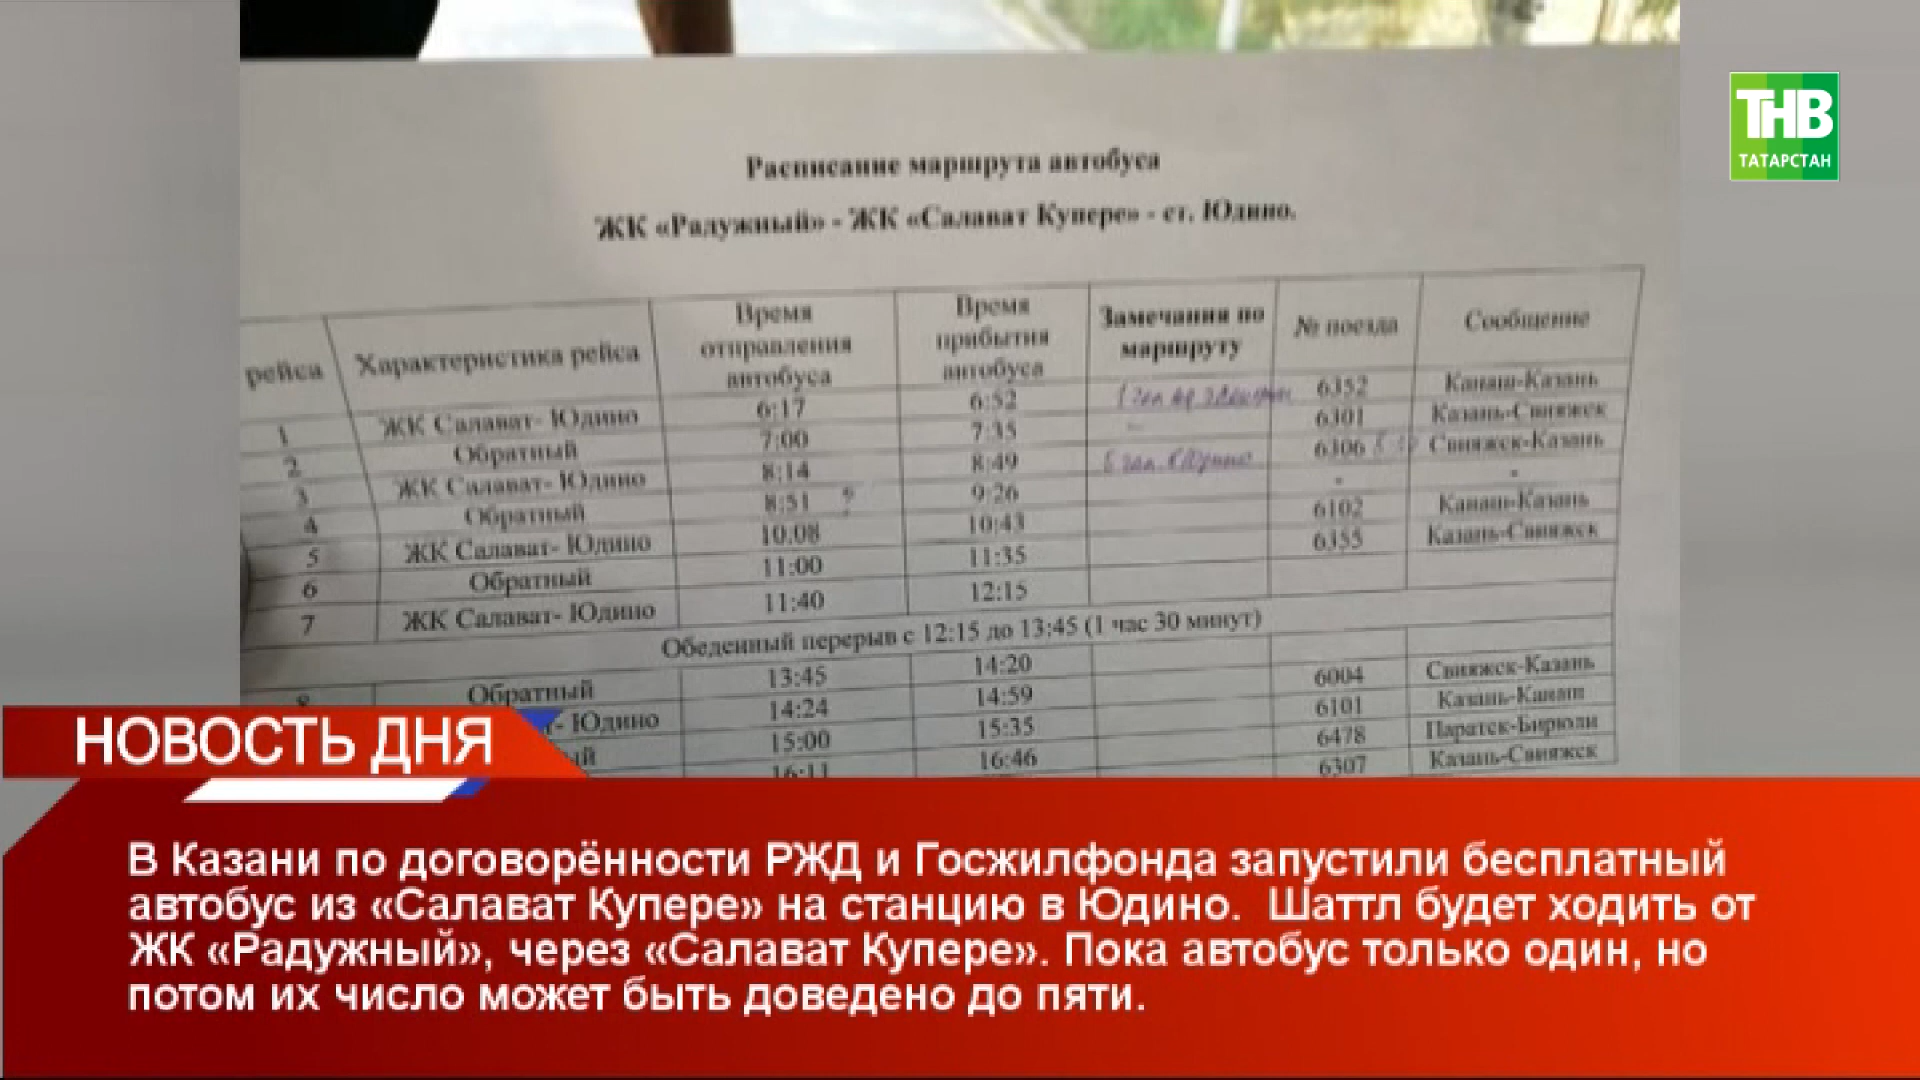 ТНВ
ТАТАРСТАН
Расписание маршрута автобуса
ЖК «Радужный» - ЖК «Салават Купере» - ст. Юдино.
рейса Характеристика рейса Время отправления автобуса Время прибытия автобуса Замечания по маршруту № поезда Сообщение
1 ЖК Салават- Юдино 6:17 6:52 6352 Канаш-Казань
2 Обратный 7:00 7:35 6301 Казань-Свияжск
3 ЖК Салават- Юдино 8:14 8:49 6306 Свияжск-Казань
4 Обратный 8:51 ? 9:26 - -
5 ЖК Салават- Юдино 10:08 10:43 6102 Канаш-Казань
6 Обратный 11:00 11:35 6355 Казань-Свияжск
7 ЖК Салават- Юдино 11:40 12:15
Обеденный перерыв с 12:15 до 13:45 (1 час 30 минут)
Обратный 13:45 14:20
т- Юдино 14:24 14:59 6004 Свияжск-Казань
ый 15:00 15:35 6101 Казань-Канаш
16:11 16:46 6478 Паратск-Бирюли
6307 Казань-Свияжск
НОВОСТЬ ДНЯ
В Казани по договорённости РЖД и Госжилфонда запустили бесплатный
автобус из «Салават Купере» на станцию в Юдино. Шаттл будет ходить от
ЖК «Радужный», через «Салават Купере». Пока автобус только один, но
потом их число может быть доведено до пяти.